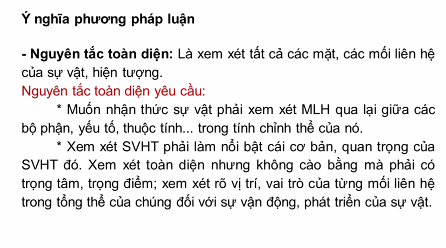 Ý nghĩa phương pháp luận
- Nguyên tắc toàn diện: Là xem xét tất cả các mặt, các mối liên hệ
của sự vật, hiện tượng.
Nguyên tắc toàn diện yêu cầu:
* Muốn nhận thức sự vật phải xem xét MLH qua lại giữa các
bộ phận, yếu tố, thuộc tính... trong tính chỉnh thể của nó.
* Xem xét SVHT phải làm nổi bật cái cơ bản, quan trọng của
SVHT đó. Xem xét toàn diện nhưng không cào bằng mà phải có
trọng tâm, trọng điểm; xem xét rõ vị trí, vai trò của từng mối liên hệ
trong tổng thể của chúng đối với sự vận động, phát triển của sự vật.